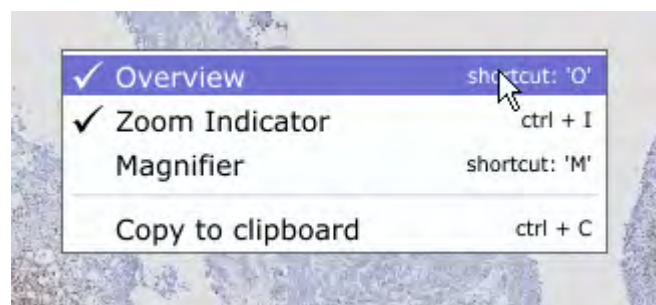 ✓ Overview shortcut: 'O'
✓ Zoom Indicator ctrl + I
Magnifier shortcut: 'M'
Copy to clipboard ctrl + C